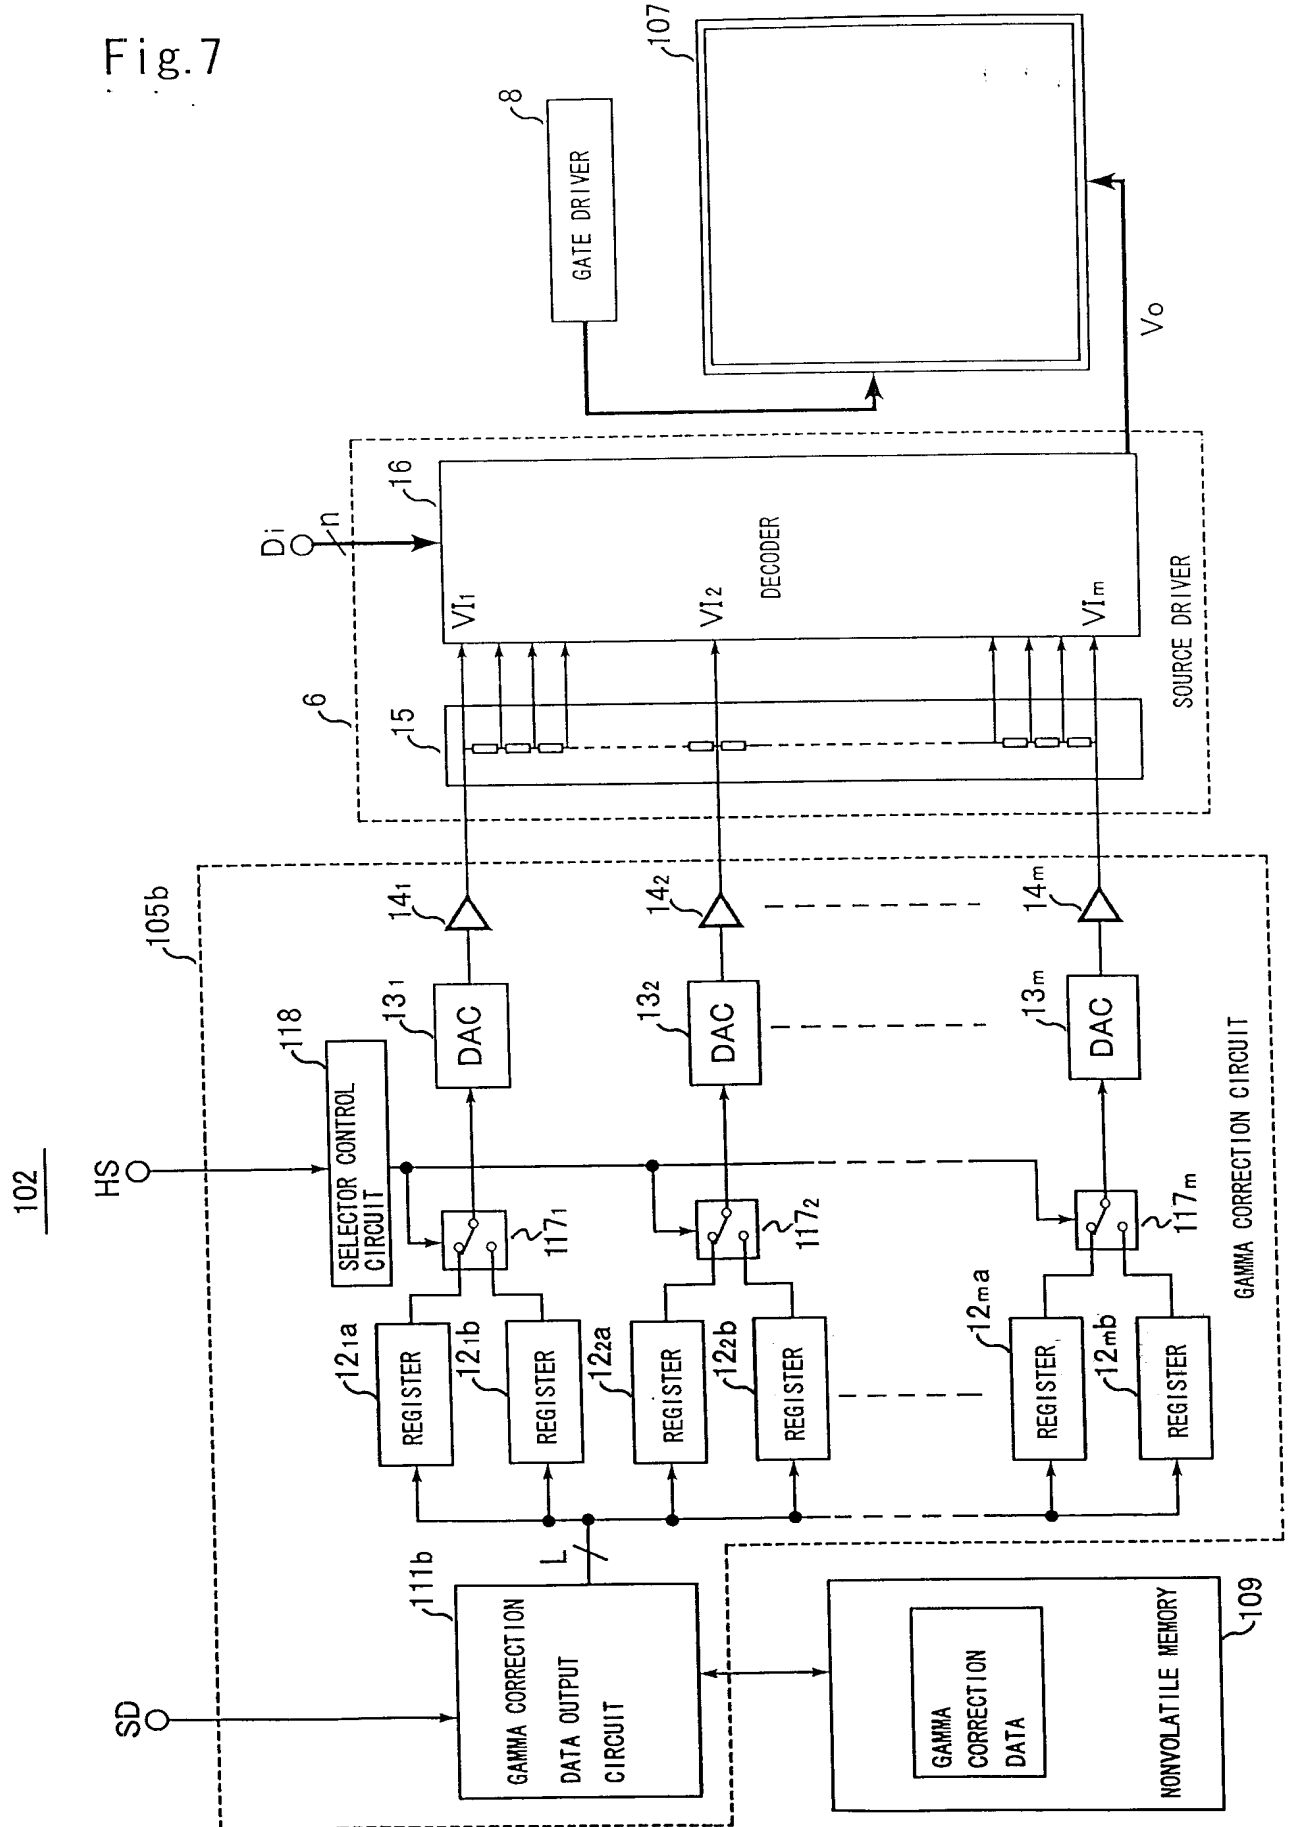 Fig.7
102
SD
HS
Di
n
105b
111b
GAMMA CORRECTION
DATA OUTPUT
CIRCUIT
L
GAMMA
CORRECTION
DATA
NONVOLATILE MEMORY
109
118
SELECTOR CONTROL
CIRCUIT
121a
REGISTER
121b
REGISTER
122a
REGISTER
122b
REGISTER
12ma
REGISTER
12mb
REGISTER
1171
1172
117m
131
DAC
132
DAC
13m
DAC
141
142
14m
GAMMA CORRECTION CIRCUIT
6
15
16
VI1
VI2
VIm
DECODER
SOURCE DRIVER
8
GATE DRIVER
107
Vo